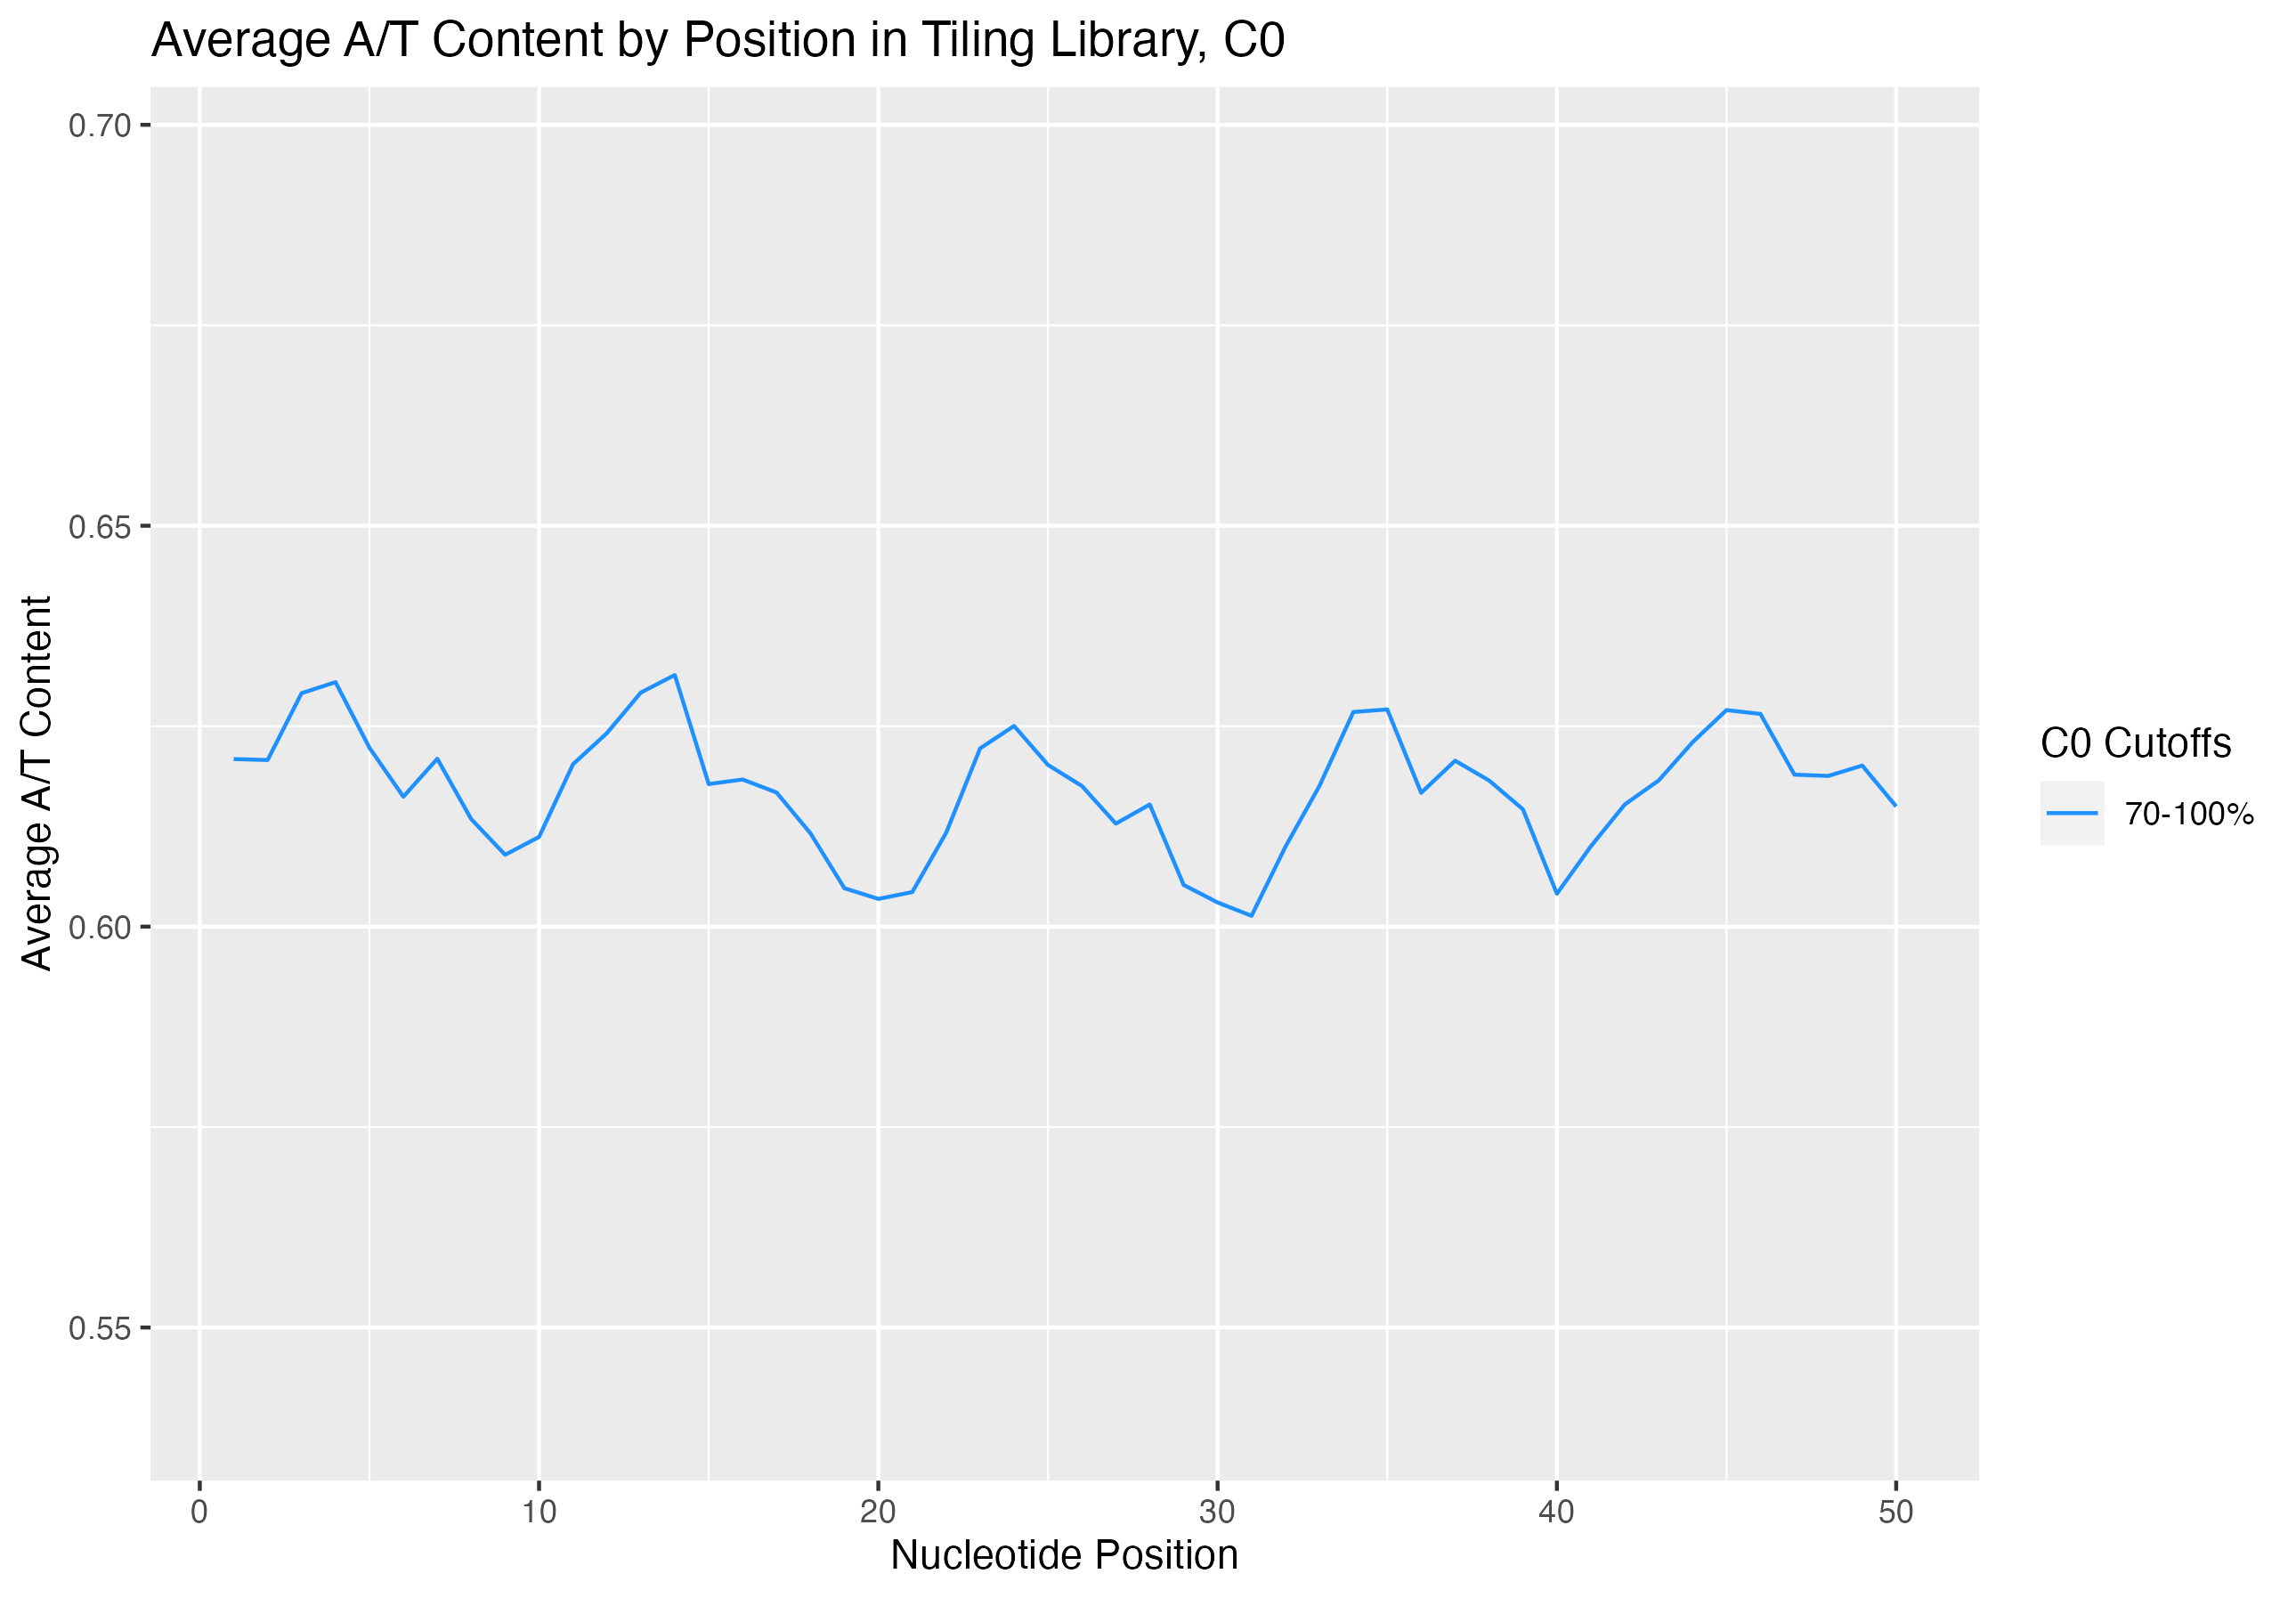 Average A/T Content by Position in Tiling Library, C0
0.70
0.65
0.60
0.55
Average A/T Content
0
10
20
30
40
50
Nucleotide Position
C0 Cutoffs
70-100%